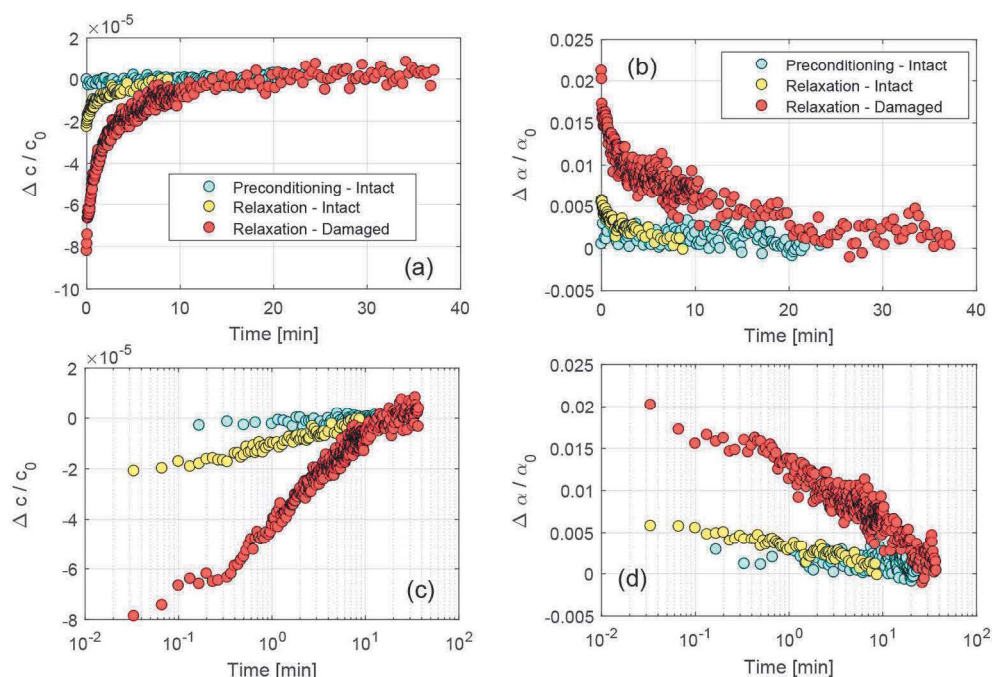 ×10⁻⁵
2
0
-2
-4
-6
-8
-10
Δ c / c₀
Preconditioning - Intact
Relaxation - Intact
Relaxation - Damaged
(a)
0 10 20 30 40
Time [min]
0.025
0.02
0.015
0.01
0.005
0
-0.005
Δ α / α₀
(b)
Preconditioning - Intact
Relaxation - Intact
Relaxation - Damaged
0 10 20 30 40
Time [min]
×10⁻⁵
2
0
-2
-4
-6
-8
Δ c / c₀
(c)
10⁻² 10⁻¹ 10⁰ 10¹ 10²
Time [min]
0.025
0.02
0.015
0.01
0.005
0
-0.005
Δ α / α₀
(d)
10⁻² 10⁻¹ 10⁰ 10¹ 10²
Time [min]